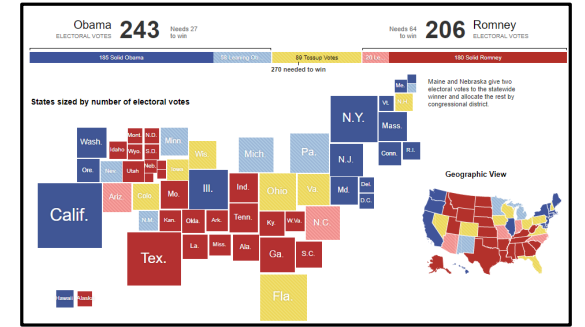 Obama 243 Needs 27
ELECTORAL VOTES to win
Needs 64 206 Romney
to win ELECTORAL VOTES
185 Solid Obama
99 Tossup Votes
180 Solid Romney
270 needed to win
Maine and Nebraska give two
electoral votes to the statewide
winner and allocate the rest by
congressional district.
States sized by number of electoral votes
Me.
N.Y.
Vt.
N.H.
Mass.
Wash.
Idaho
Mont.
N.D.
Minn.
Wyo.
S.D.
Wis.
Mich.
Pa.
N.J.
Conn.
R.I.
Ore.
Nev.
Utah
Neb.
Iowa
Ill.
Ind.
Ohio
Va.
Md.
Del.
D.C.
Geographic View
Calif.
Ariz.
Colo.
Mo.
N.M.
Kan.
Okla.
Ark.
Tenn.
Ky.
W.Va.
N.C.
Tex.
La.
Miss.
Ala.
Ga.
S.C.
Fla.
Hawaii
Alaska